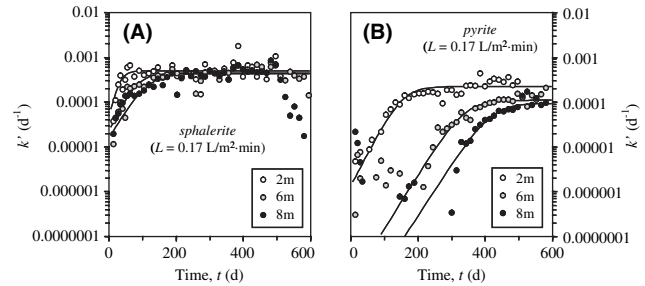 (A)
0.01
0.001
0.0001
0.00001
0.000001
0.0000001
k' (d⁻¹)
sphalerite
(L = 0.17 L/m²·min)
2m
6m
8m
0 200 400 600
Time, t (d)
(B)
pyrite
(L = 0.17 L/m²·min)
2m
6m
8m
0.01
0.001
0.0001
0.00001
0.000001
0.0000001
k' (d⁻¹)
0 200 400 600
Time, t (d)